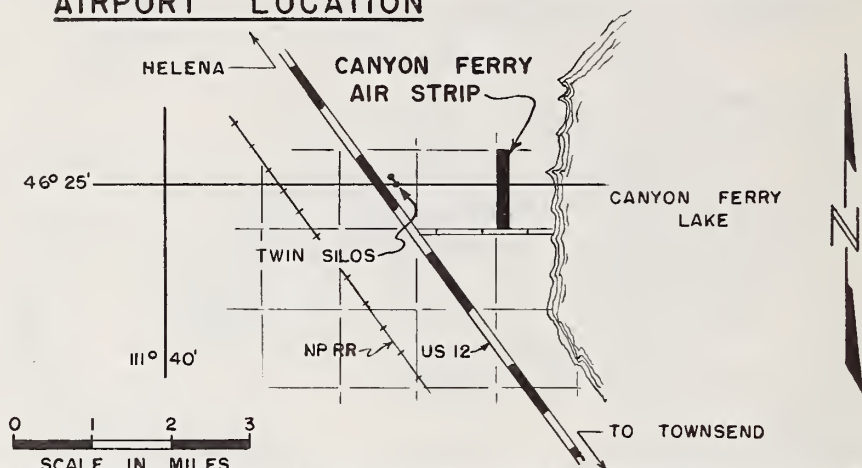 AIRPORT LOCATION
HELENA
CANYON FERRY
AIR STRIP
46° 25'
CANYON FERRY
LAKE
N
TWIN SILOS
111° 40'
NP RR
US 12
0 1 2 3
SCALE IN MILES
TO TOWNSEND